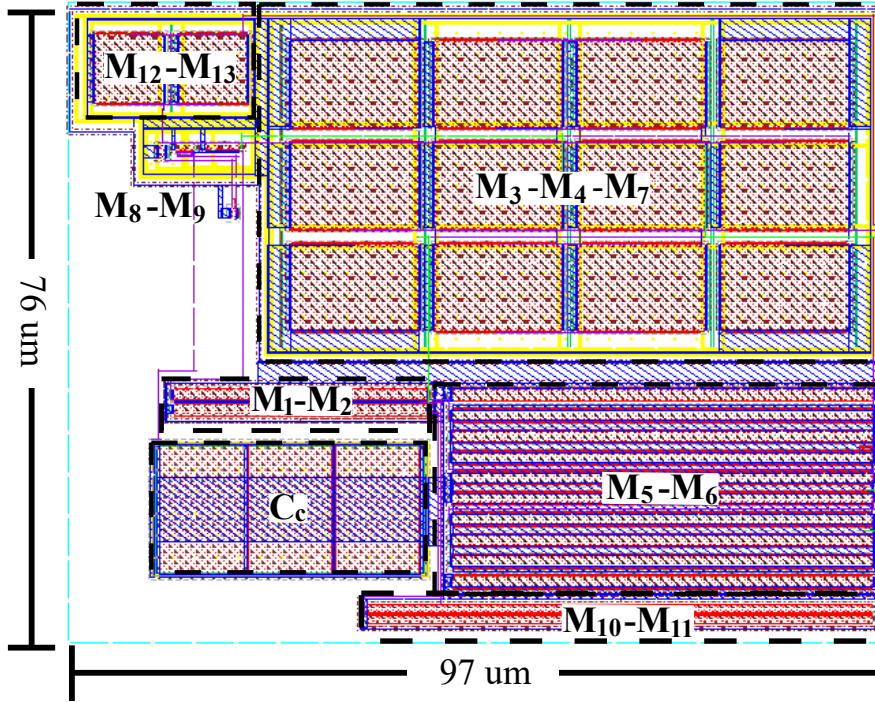 M₁₂-M₁₃
M₃-M₄-M₇
M₈-M₉
76 um
M₁-M₂
M₅-M₆
Cc
M₁₀-M₁₁
97 um